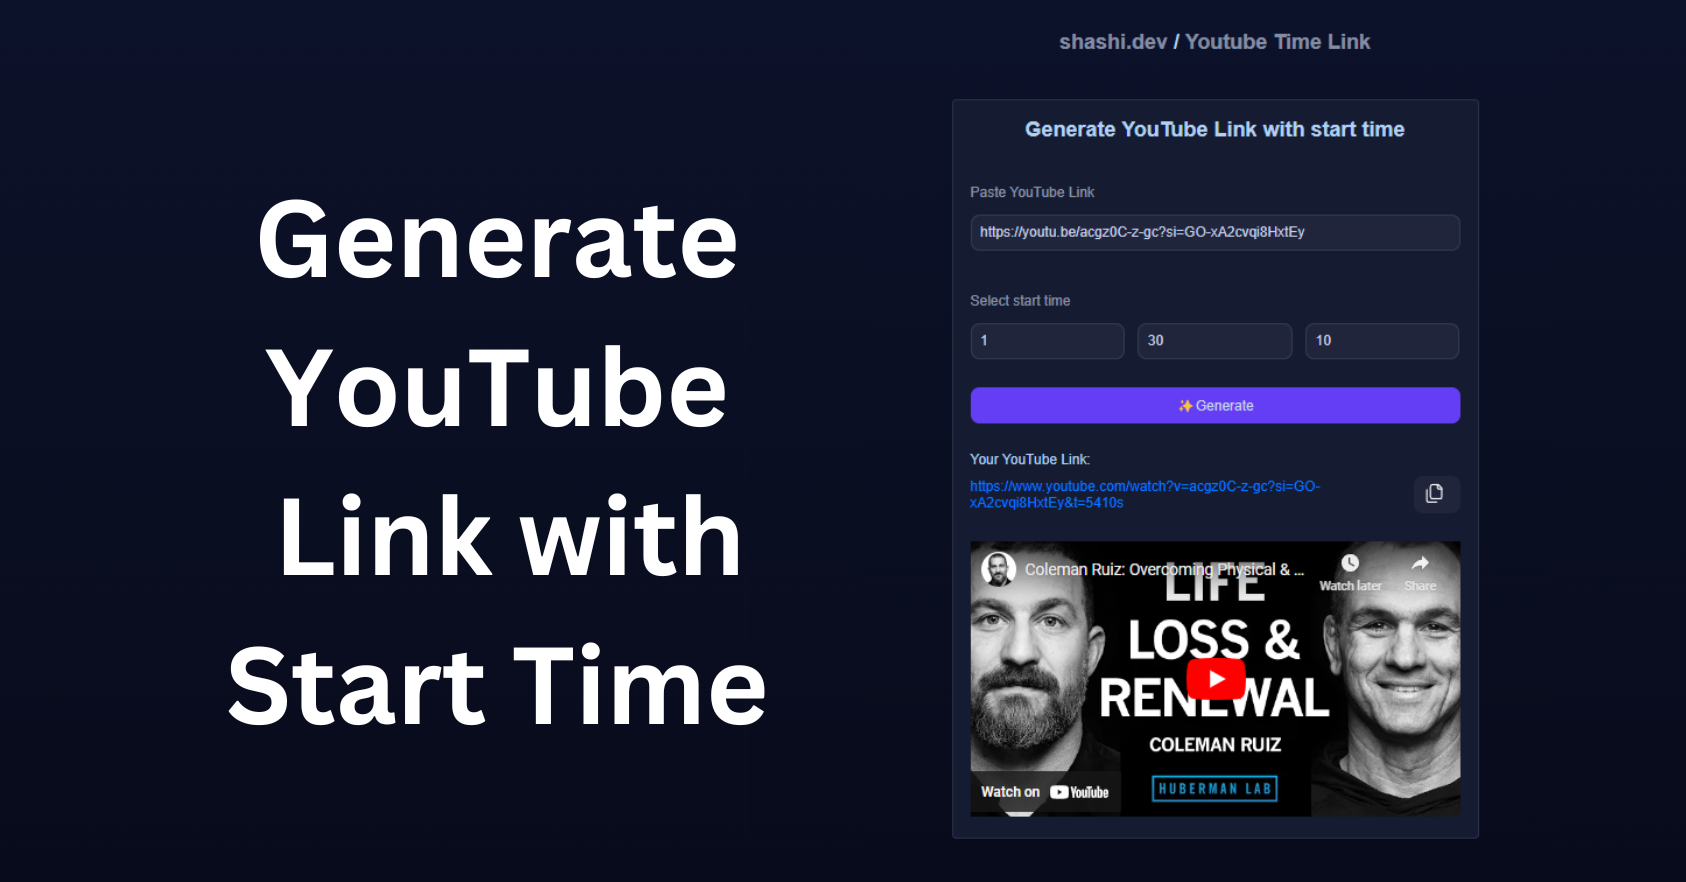 Generate
YouTube
Link with
Start Time
shashi.dev / Youtube Time Link
Generate YouTube Link with start time
Paste YouTube Link
https://youtu.be/acgz0C-z-gc?si=GO-xA2cvqi8HxtEy
Select start time
1 30 10
✨Generate
Your YouTube Link:
https://www.youtube.com/watch?v=acgz0C-z-gc?si=GO-
xA2cvqi8HxtEy&t=5410s
Coleman Ruiz: Overcoming Physical & ...
Watch later Share
LIFE
LOSS &
RENEWAL
COLEMAN RUIZ
HUBERMAN LAB
Watch on YouTube